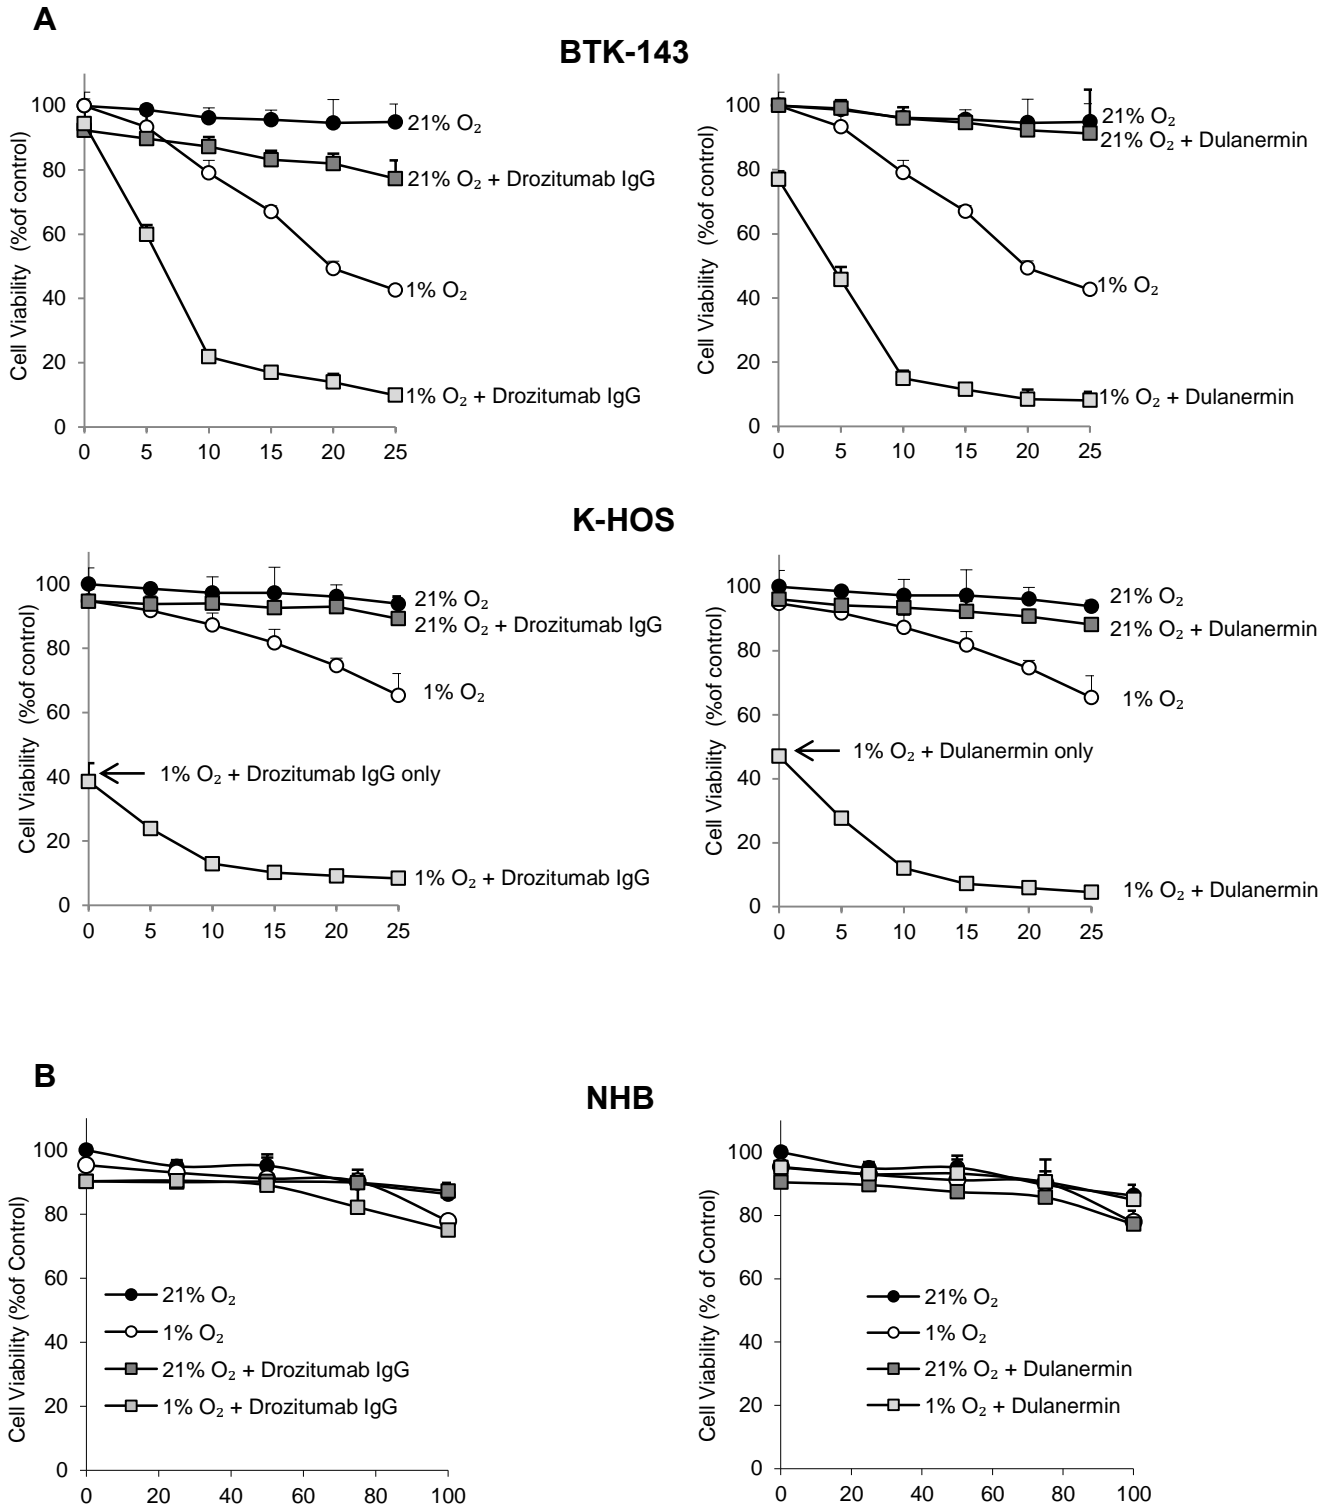 A
BTK-143
Cell Viability (%of control)
100
80
60
40
20
0
0 5 10 15 20 25
21% O₂
21% O₂ + Drozitumab IgG
1% O₂
1% O₂ + Drozitumab IgG
Cell Viability (%of control)
100
80
60
40
20
0
0 5 10 15 20 25
21% O₂
21% O₂ + Dulanermin
1% O₂
1% O₂ + Dulanermin
K-HOS
Cell Viability (%of control)
100
80
60
40
20
0
0 5 10 15 20 25
21% O₂
21% O₂ + Drozitumab IgG
1% O₂
1% O₂ + Drozitumab IgG only
1% O₂ + Drozitumab IgG
Cell Viability (%of control)
100
80
60
40
20
0
0 5 10 15 20 25
21% O₂
21% O₂ + Dulanermin
1% O₂
1% O₂ + Dulanermin only
1% O₂ + Dulanermin
B
NHB
Cell Viability (%of Control)
100
80
60
40
20
0
0 20 40 60 80 100
21% O₂
1% O₂
21% O₂ + Drozitumab IgG
1% O₂ + Drozitumab IgG
Cell Viability (% of Control)
100
80
60
40
20
0
0 20 40 60 80 100
21% O₂
1% O₂
21% O₂ + Dulanermin
1% O₂ + Dulanermin